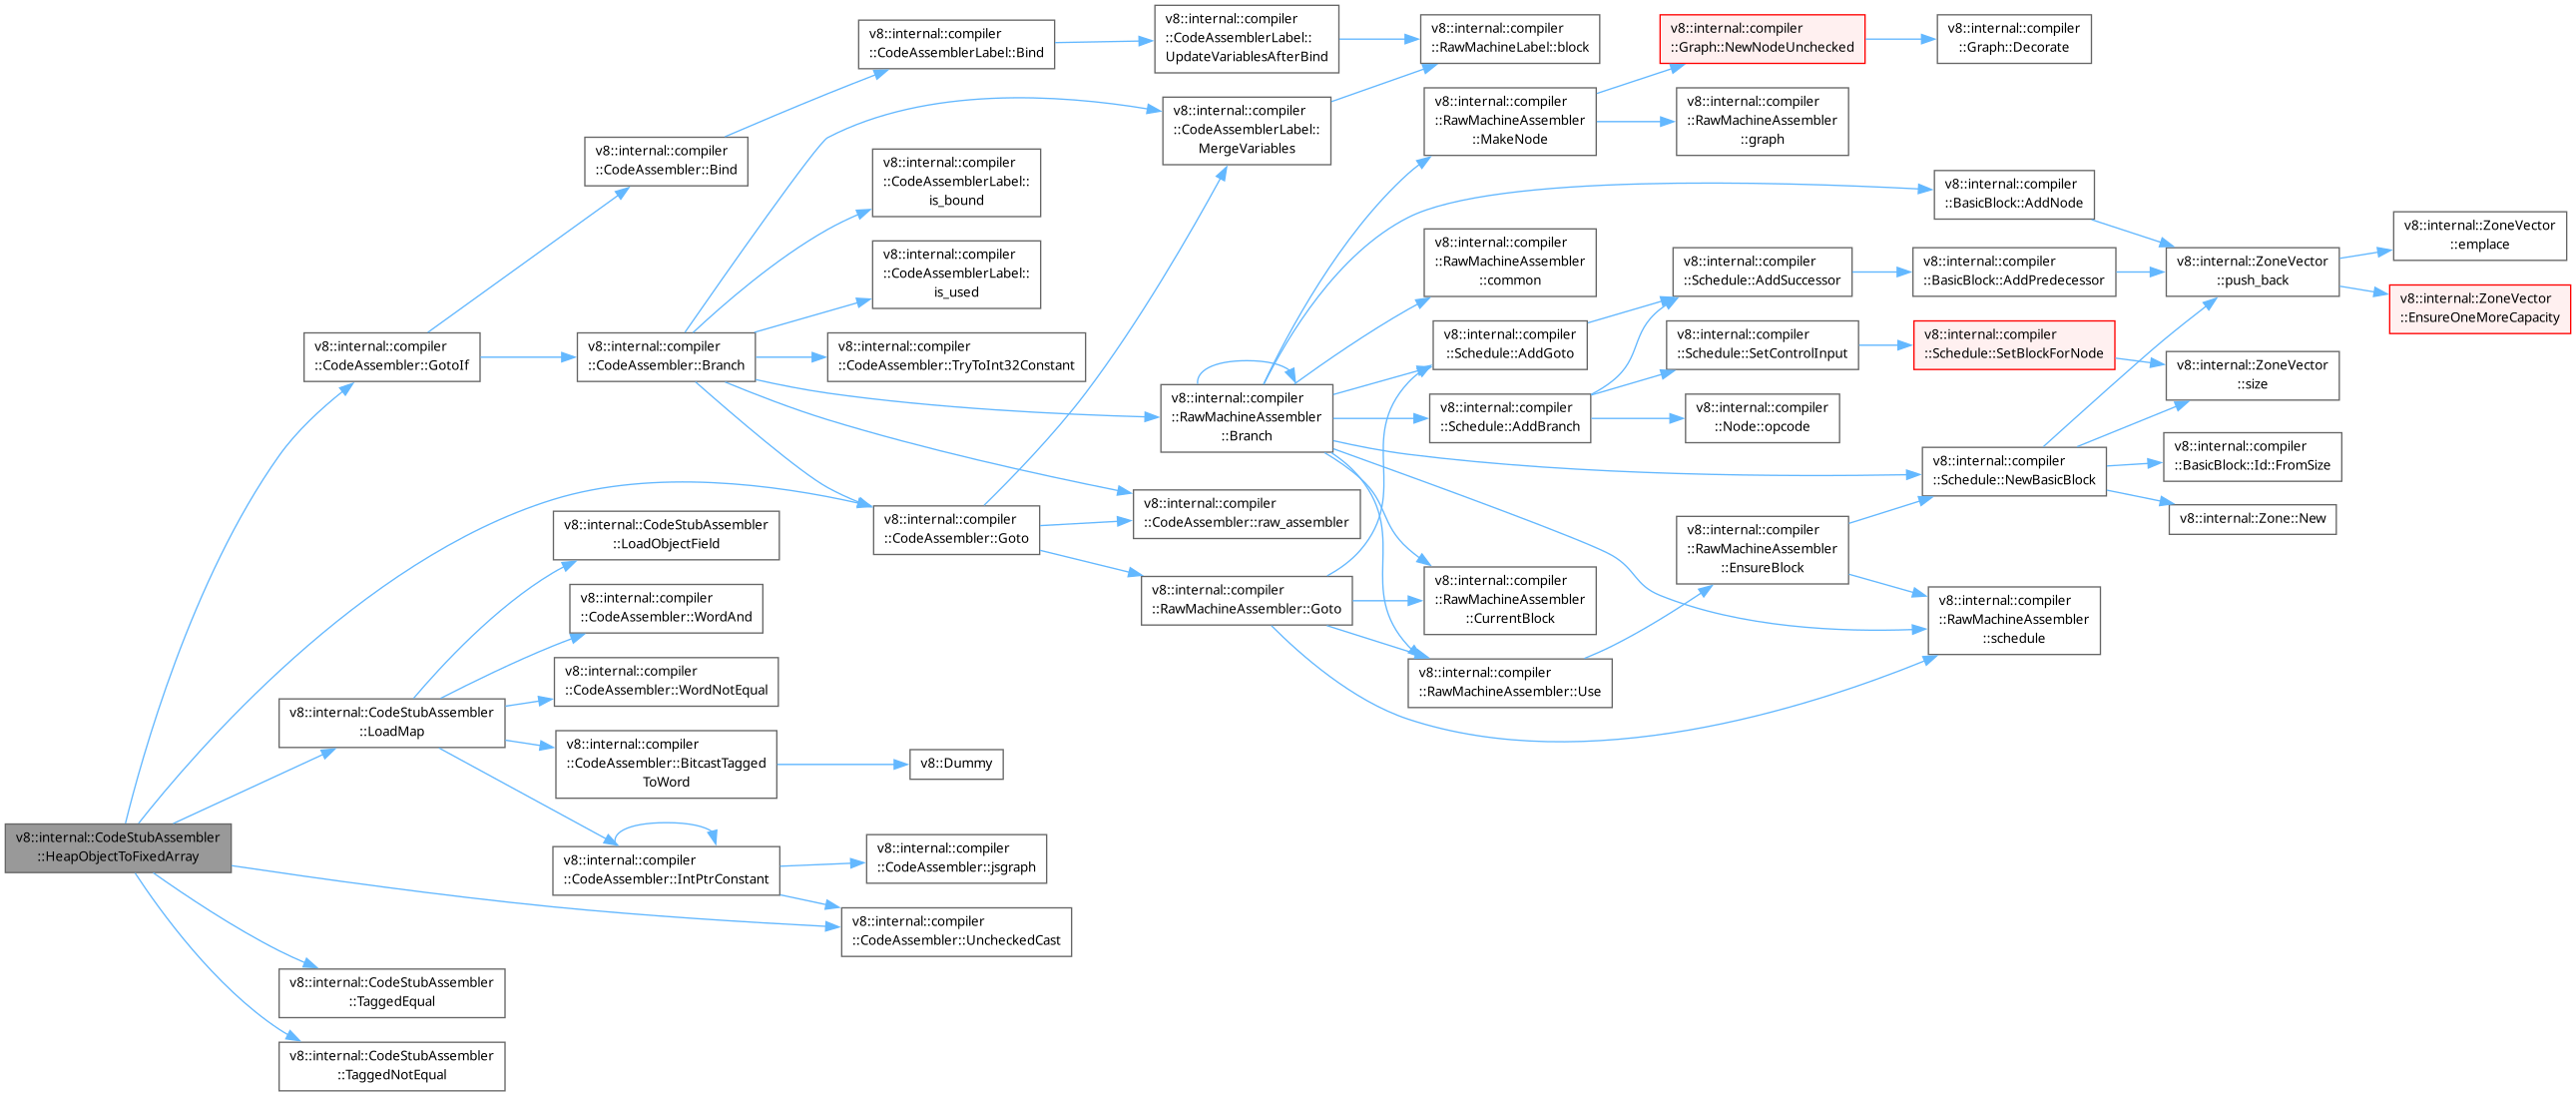 v8::internal::CodeStubAssembler
::HeapObjectToFixedArray
v8::internal::compiler
::CodeAssembler::GotoIf
v8::internal::CodeStubAssembler
::LoadMap
v8::internal::CodeStubAssembler
::TaggedEqual
v8::internal::CodeStubAssembler
::TaggedNotEqual
v8::internal::compiler
::CodeAssembler::Bind
v8::internal::compiler
::CodeAssembler::Branch
v8::internal::CodeStubAssembler
::LoadObjectField
v8::internal::compiler
::CodeAssembler::WordAnd
v8::internal::compiler
::CodeAssembler::WordNotEqual
v8::internal::compiler
::CodeAssembler::BitcastTagged
ToWord
v8::internal::compiler
::CodeAssembler::IntPtrConstant
v8::internal::compiler
::CodeAssemblerLabel::Bind
v8::internal::compiler
::CodeAssemblerLabel::
is_bound
v8::internal::compiler
::CodeAssemblerLabel::
is_used
v8::internal::compiler
::CodeAssembler::TryToInt32Constant
v8::internal::compiler
::CodeAssembler::Goto
v8::Dummy
v8::internal::compiler
::CodeAssembler::jsgraph
v8::internal::compiler
::CodeAssembler::UncheckedCast
v8::internal::compiler
::CodeAssemblerLabel::
UpdateVariablesAfterBind
v8::internal::compiler
::CodeAssemblerLabel::
MergeVariables
v8::internal::compiler
::RawMachineAssembler
::Branch
v8::internal::compiler
::CodeAssembler::raw_assembler
v8::internal::compiler
::RawMachineAssembler::Goto
v8::internal::compiler
::RawMachineLabel::block
v8::internal::compiler
::RawMachineAssembler
::MakeNode
v8::internal::compiler
::RawMachineAssembler
::common
v8::internal::compiler
::Schedule::AddGoto
v8::internal::compiler
::Schedule::AddBranch
v8::internal::compiler
::RawMachineAssembler
::CurrentBlock
v8::internal::compiler
::RawMachineAssembler::Use
v8::internal::compiler
::Graph::NewNodeUnchecked
v8::internal::compiler
::RawMachineAssembler
::graph
v8::internal::compiler
::Schedule::AddSuccessor
v8::internal::compiler
::Schedule::SetControlInput
v8::internal::compiler
::Node::opcode
v8::internal::compiler
::RawMachineAssembler
::EnsureBlock
v8::internal::compiler
::Graph::Decorate
v8::internal::compiler
::BasicBlock::AddNode
v8::internal::compiler
::BasicBlock::AddPredecessor
v8::internal::compiler
::Schedule::SetBlockForNode
v8::internal::compiler
::Schedule::NewBasicBlock
v8::internal::compiler
::RawMachineAssembler
::schedule
v8::internal::ZoneVector
::push_back
v8::internal::ZoneVector
::size
v8::internal::compiler
::BasicBlock::Id::FromSize
v8::internal::Zone::New
v8::internal::ZoneVector
::emplace
v8::internal::ZoneVector
::EnsureOneMoreCapacity